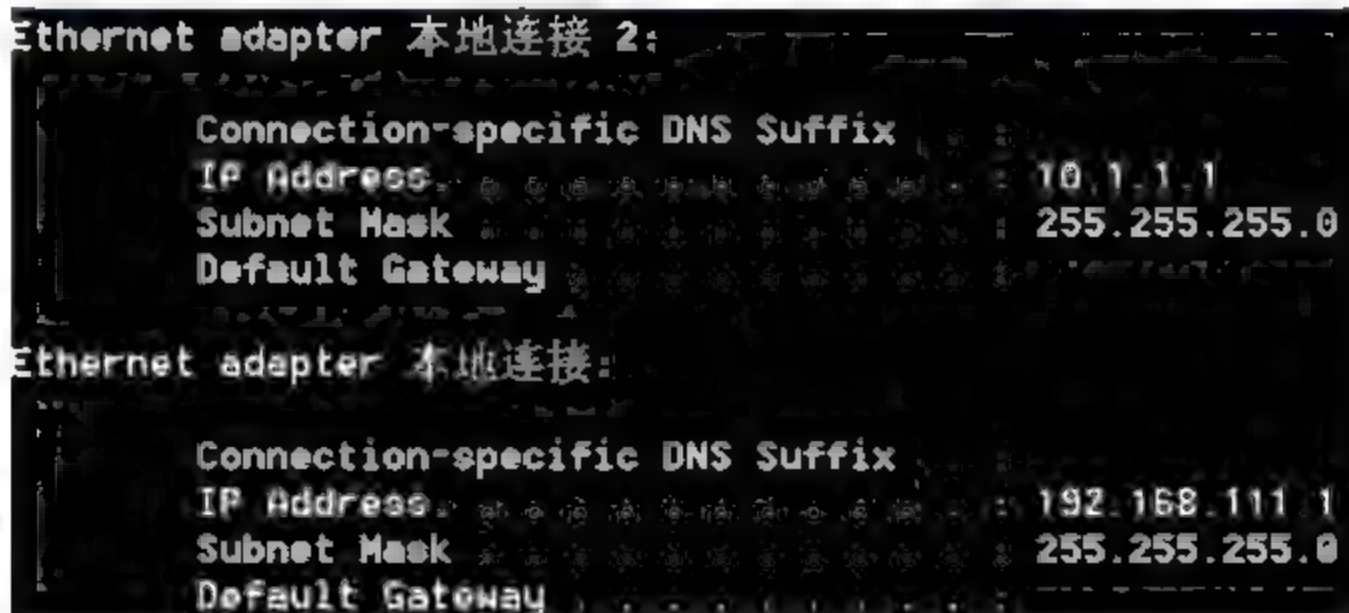 Ethernet adapter 本地连接 2:
Connection-specific DNS Suffix . :
IP Address. . . . . . . . . . . . : 10.1.1.1
Subnet Mask . . . . . . . . . . . : 255.255.255.0
Default Gateway . . . . . . . . . :
Ethernet adapter 本地连接:
Connection-specific DNS Suffix . :
IP Address. . . . . . . . . . . . : 192.168.111.1
Subnet Mask . . . . . . . . . . . : 255.255.255.0
Default Gateway . . . . . . . . . :